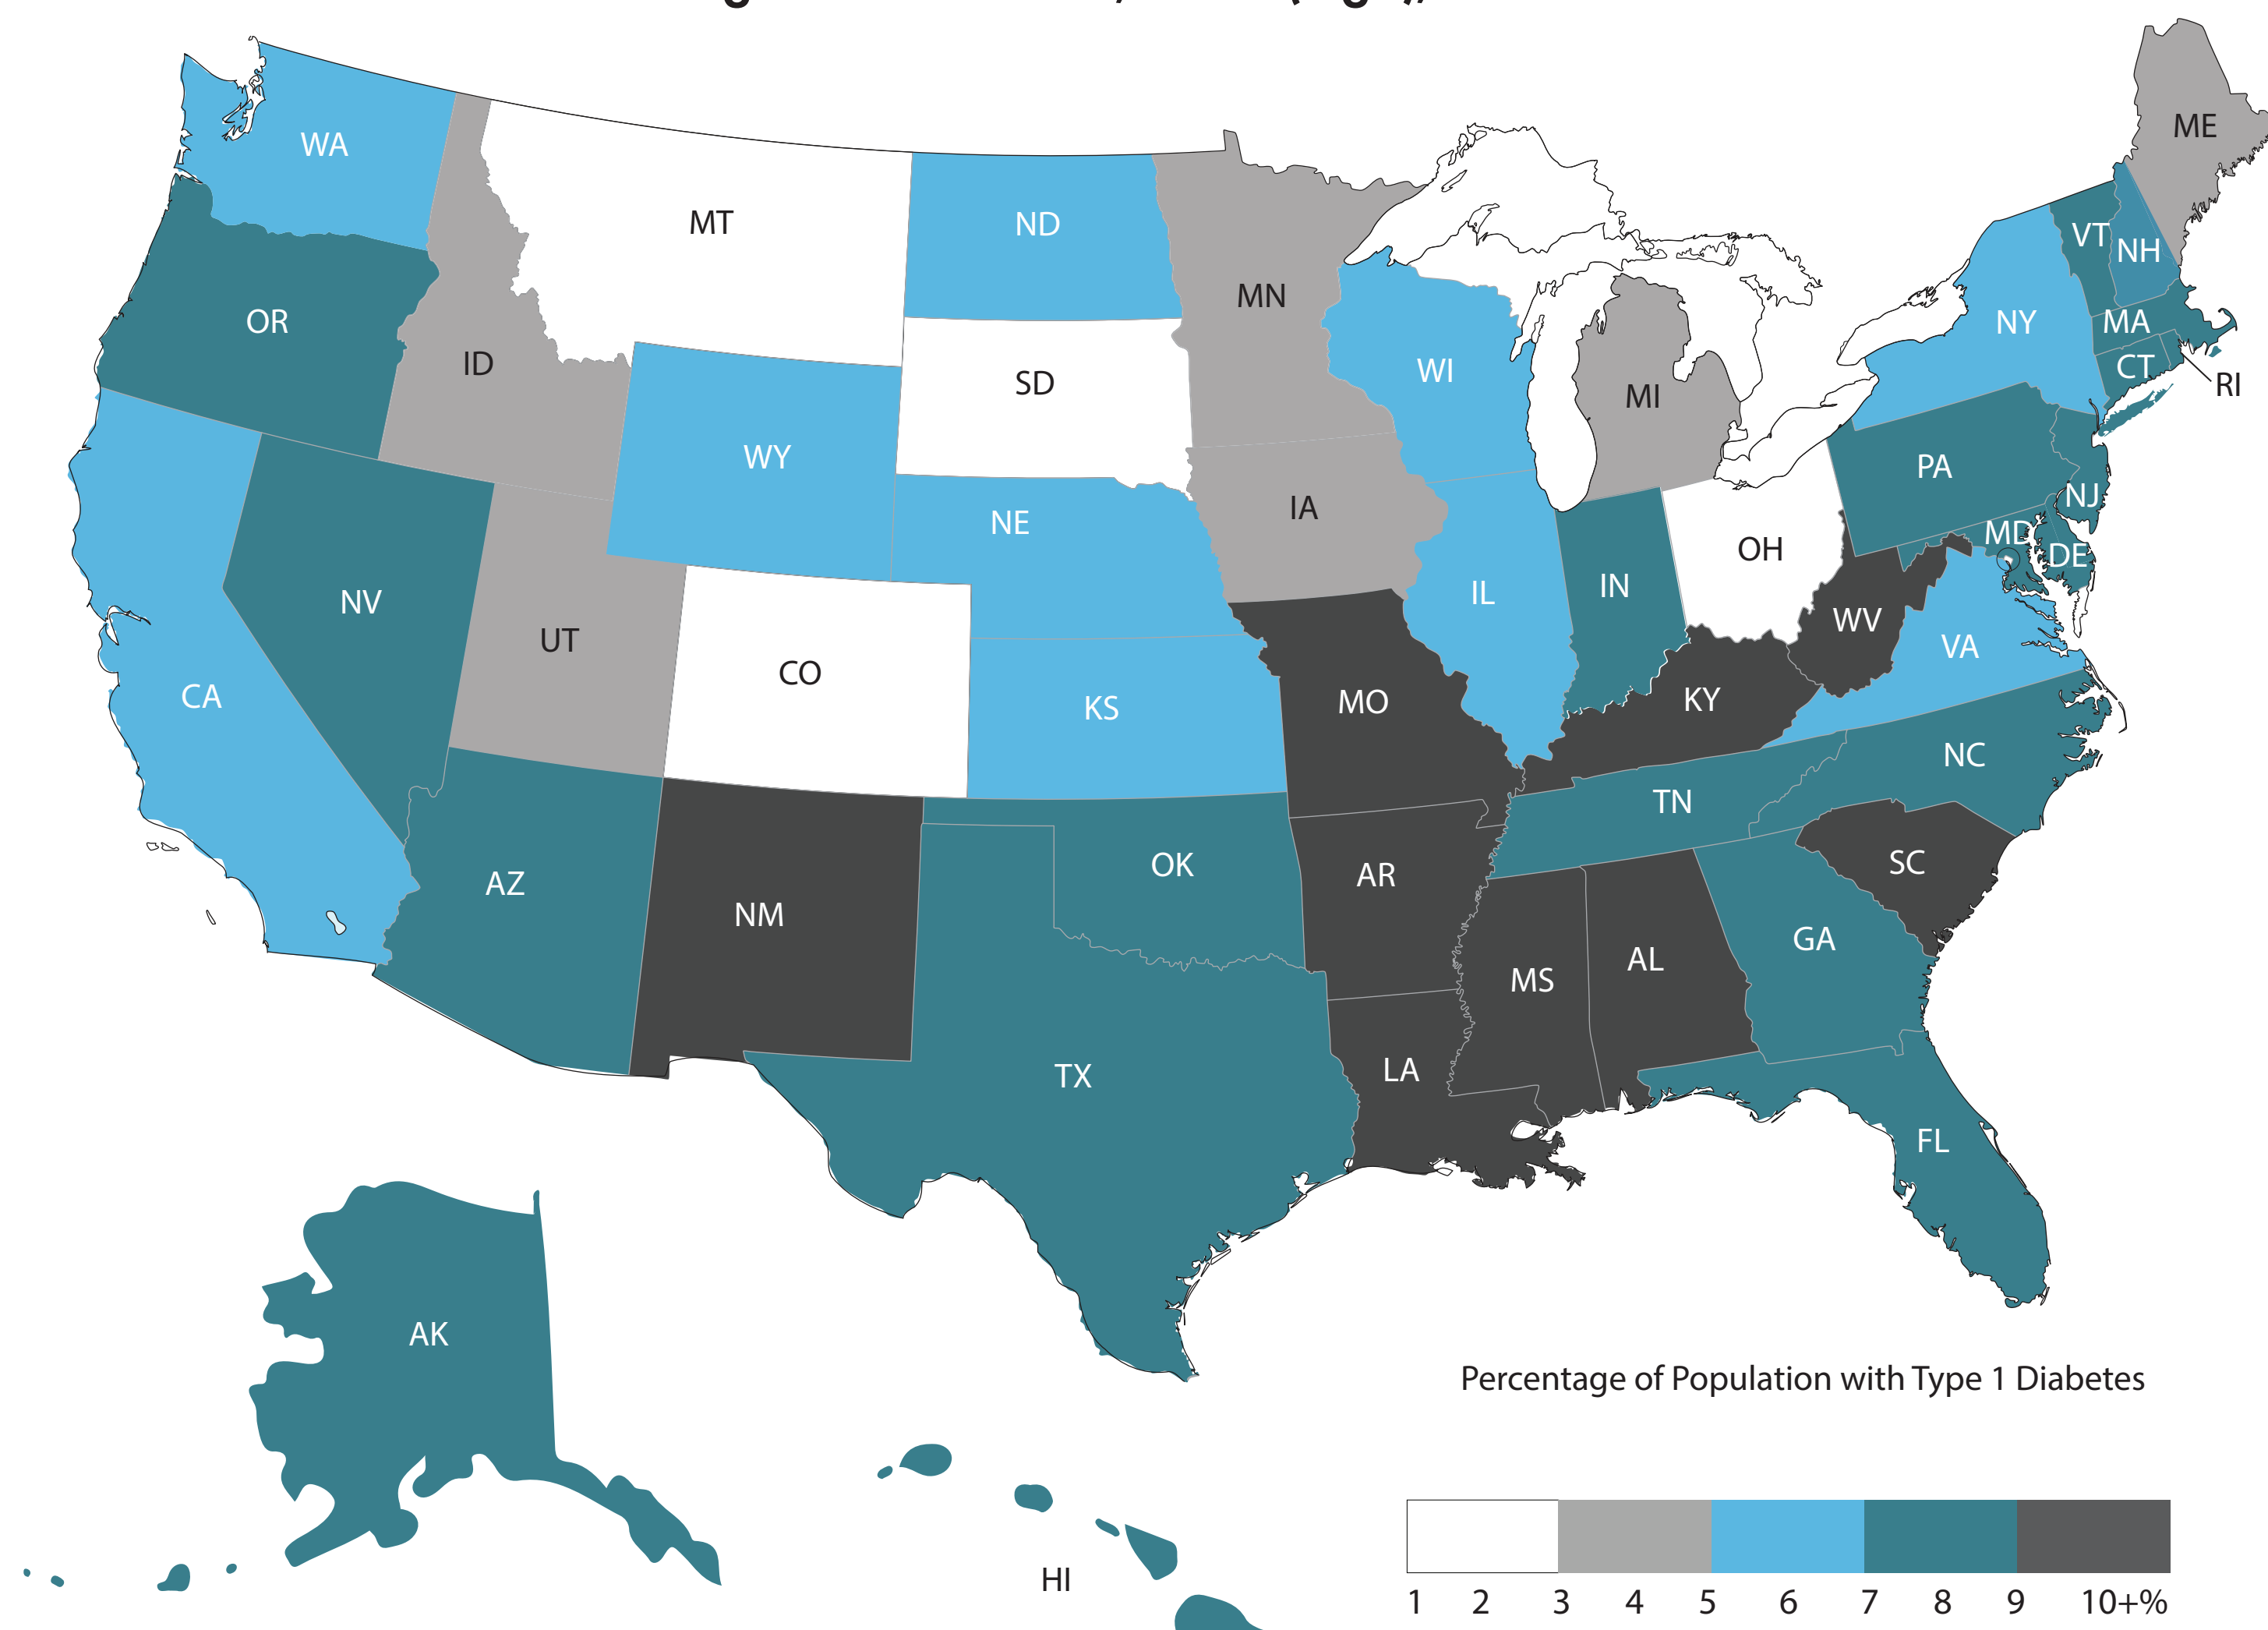 WA
ME
MT
ND
VT
NH
MN
OR
NY
MA
ID
SD
WI
CT
RI
MI
WY
PA
NE
IA
NJ
MD
OH
DE
IL
IN
NV
WV
UT
VA
CO
CA
KS
MO
KY
NC
TN
OK
SC
AR
AZ
NM
GA
AL
MS
LA
TX
FL
AK
Percentage of Population with Type 1 Diabetes
HI
1 2 3 4 5 6 7 8 9 10+%